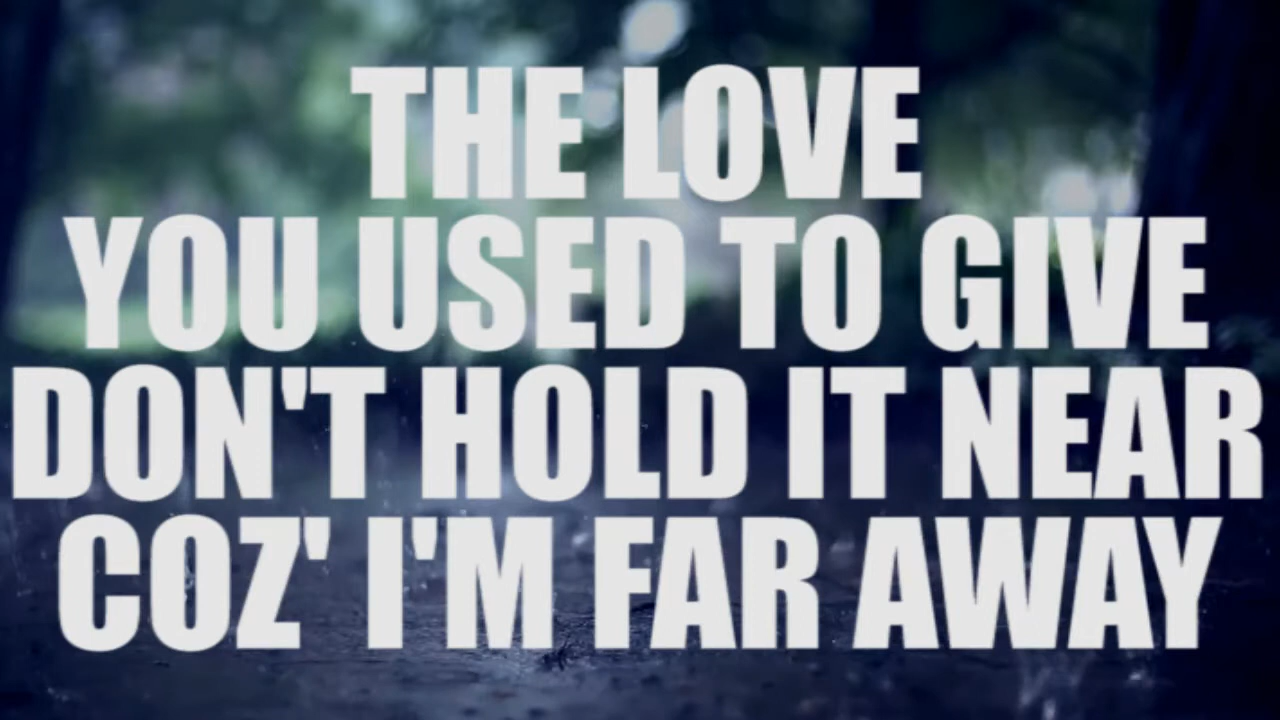 THE LOVE
YOU USED TO GIVE
DON'T HOLD IT NEAR
COZ' I'M FAR AWAY